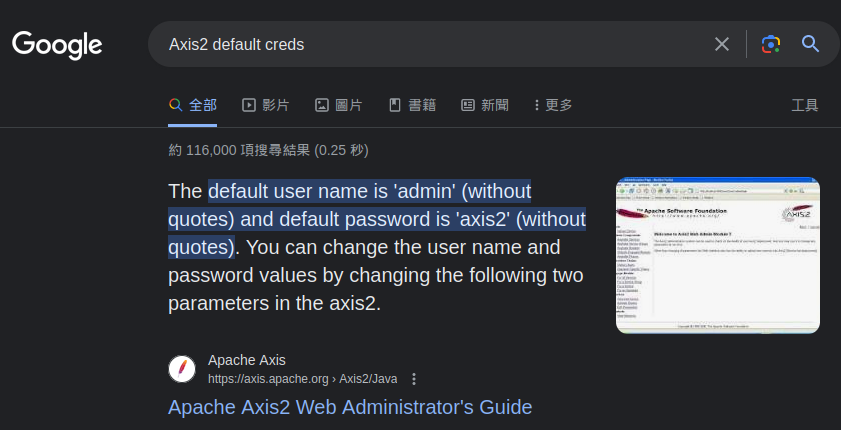 Google
Axis2 default creds
全部
影片
圖片
書籍
新聞
更多
工具
約 116,000 項搜尋結果 (0.25 秒)
The default user name is 'admin' (without
quotes) and default password is 'axis2' (without
quotes). You can change the user name and
password values by changing the following two
parameters in the axis2.
The Apache Software Foundation
http://www.apache.org/
AXIS2
Welcome to Axis2 Web Admin Module !!
Apache Axis
https://axis.apache.org › Axis2/Java
Apache Axis2 Web Administrator's Guide